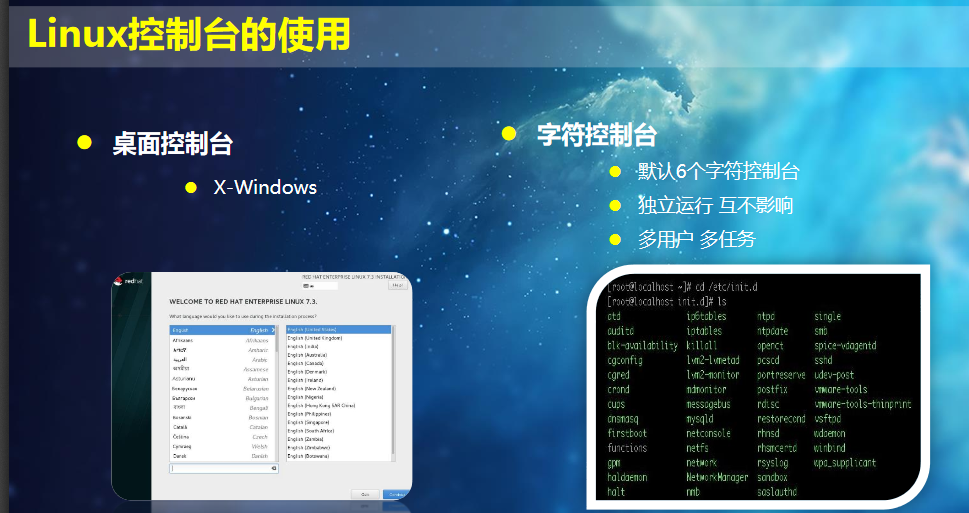 Linux控制台的使用
桌面控制台
X-Windows
字符控制台
默认6个字符控制台
独立运行 互不影响
多用户 多任务
redhat
RED HAT ENTERPRISE LINUX 7.3 INSTALLATION
WELCOME TO RED HAT ENTERPRISE LINUX 7.3.
What language would you like to use during the installation process?
English English
Afrikaans Afrikaans
አማርኛ Amharic
العربية Arabic
অসমীয়া Assamese
Asturianu Asturian
Беларуская Belarusian
Български Bulgarian
বাংলা Bengali
Bosanski Bosnian
Català Catalan
Čeština Czech
Cymraeg Welsh
Dansk Danish
English (United States)
English (United Kingdom)
English (India)
English (Australia)
English (Canada)
English (Denmark)
English (Ireland)
English (New Zealand)
English (Nigeria)
English (Hong Kong SAR China)
English (Philippines)
English (Singapore)
English (South Africa)
English (Zambia)
English (Zimbabwe)
English (Botswana)
Quit
[root@localhost ~]# cd /etc/init.d
[root@localhost init.d]# ls
atd ip6tables ntpd single
auditd iptables ntpdate smb
blk-availability killall openct spice-vdagentd
cgconfig lvm2-lvmetad pcscd sshd
cgred lvm2-monitor portreserve udev-post
crond mdmonitor postfix vmware-tools
cups messagebus rdisc vmware-tools-thinprint
dnsmasq mysqld restorecond vsftpd
firstboot netconsole rhnsd wdaemon
functions netfs rhsmcertd winbind
gpm network rsyslog wpa_supplicant
haldaemon NetworkManager sandbox
halt nmb saslauthd